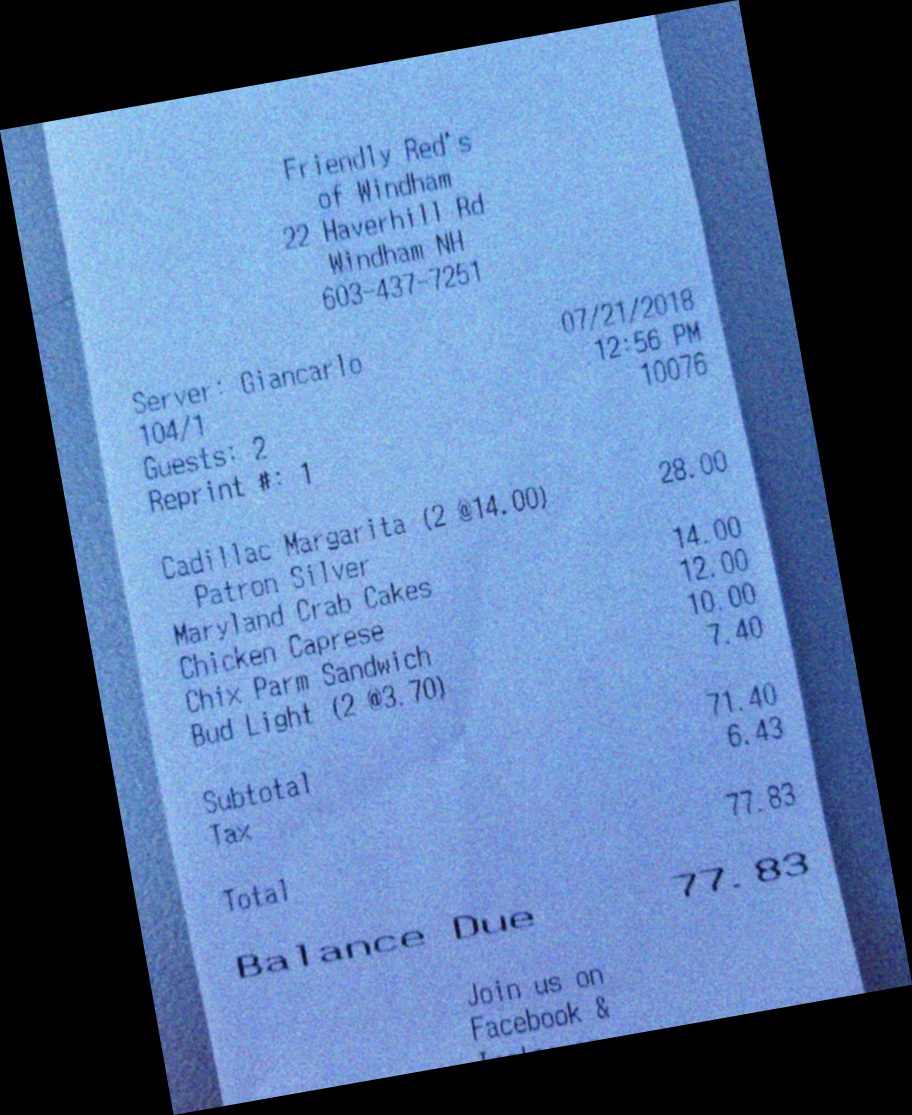 Friendly Red's
of Windham
22 Haverhill Rd
Windham NH
603-437-7251
Server: Giancarlo 07/21/2018
104/1 12:56 PM
Guests: 2 10076
Reprint #: 1
Cadillac Margarita (2 @14.00) 28.00
Patron Silver
Maryland Crab Cakes 14.00
Chicken Caprese 12.00
Chix Parm Sandwich 10.00
Bud Light (2 @3.70) 7.40
Subtotal 71.40
Tax 6.43
Total 77.83
Balance Due 77.83
Join us on
Facebook &